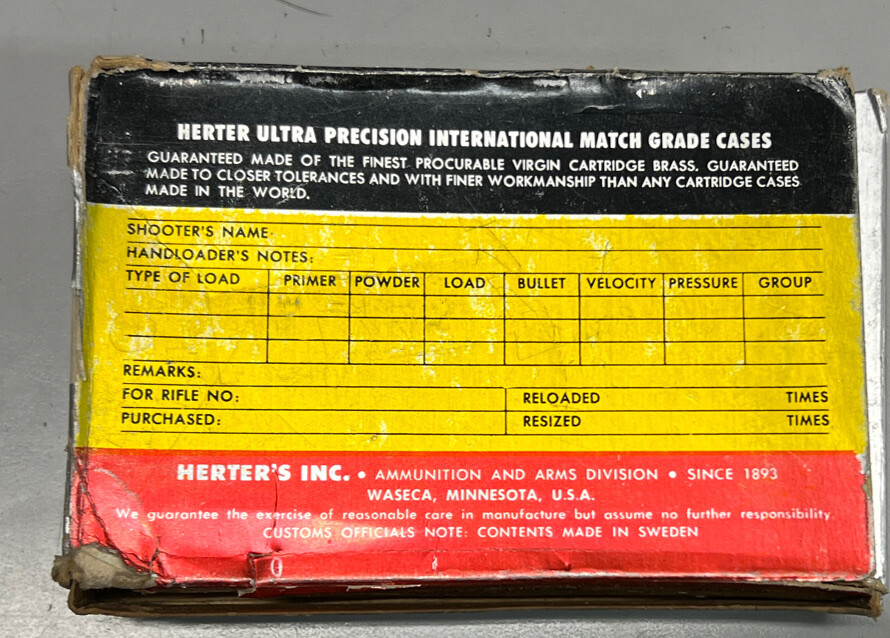 HERTER ULTRA PRECISION INTERNATIONAL MATCH GRADE CASES
GUARANTEED MADE OF THE FINEST PROCURABLE VIRGIN CARTRIDGE BRASS. GUARANTEED
MADE TO CLOSER TOLERANCES AND WITH FINER WORKMANSHIP THAN ANY CARTRIDGE CASES
MADE IN THE WORLD.
SHOOTER'S NAME
HANDLOADER'S NOTES:
TYPE OF LOAD PRIMER POWDER LOAD BULLET VELOCITY PRESSURE GROUP
REMARKS:
FOR RIFLE NO: RELOADED TIMES
PURCHASED: RESIZED TIMES
HERTER'S INC. • AMMUNITION AND ARMS DIVISION • SINCE 1893
WASECA, MINNESOTA, U.S.A.
We guarantee the exercise of reasonable care in manufacture but assume no further responsibility
CUSTOMS OFFICIALS NOTE: CONTENTS MADE IN SWEDEN